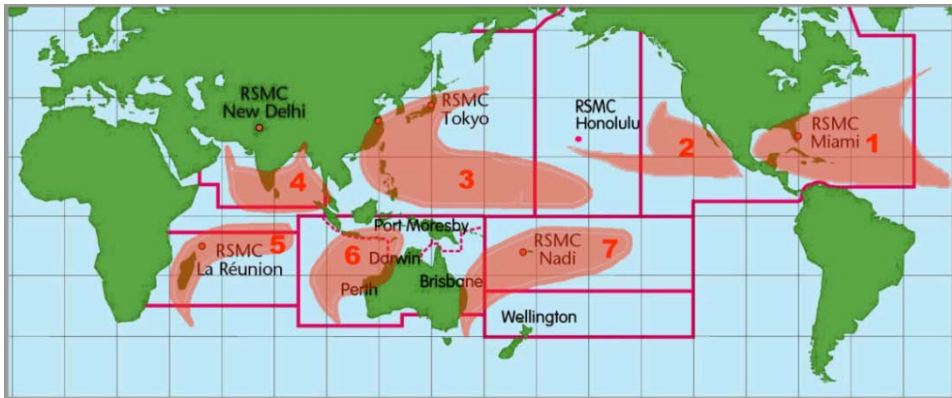 RSMC
New Delhi
RSMC
Tokyo
RSMC
Honolulu
RSMC
Miami
1
2
3
4
Port Moresby
RSMC
La Réunion
5
6
Darwin
Perth
Brisbane
RSMC
Nadi
7
Wellington